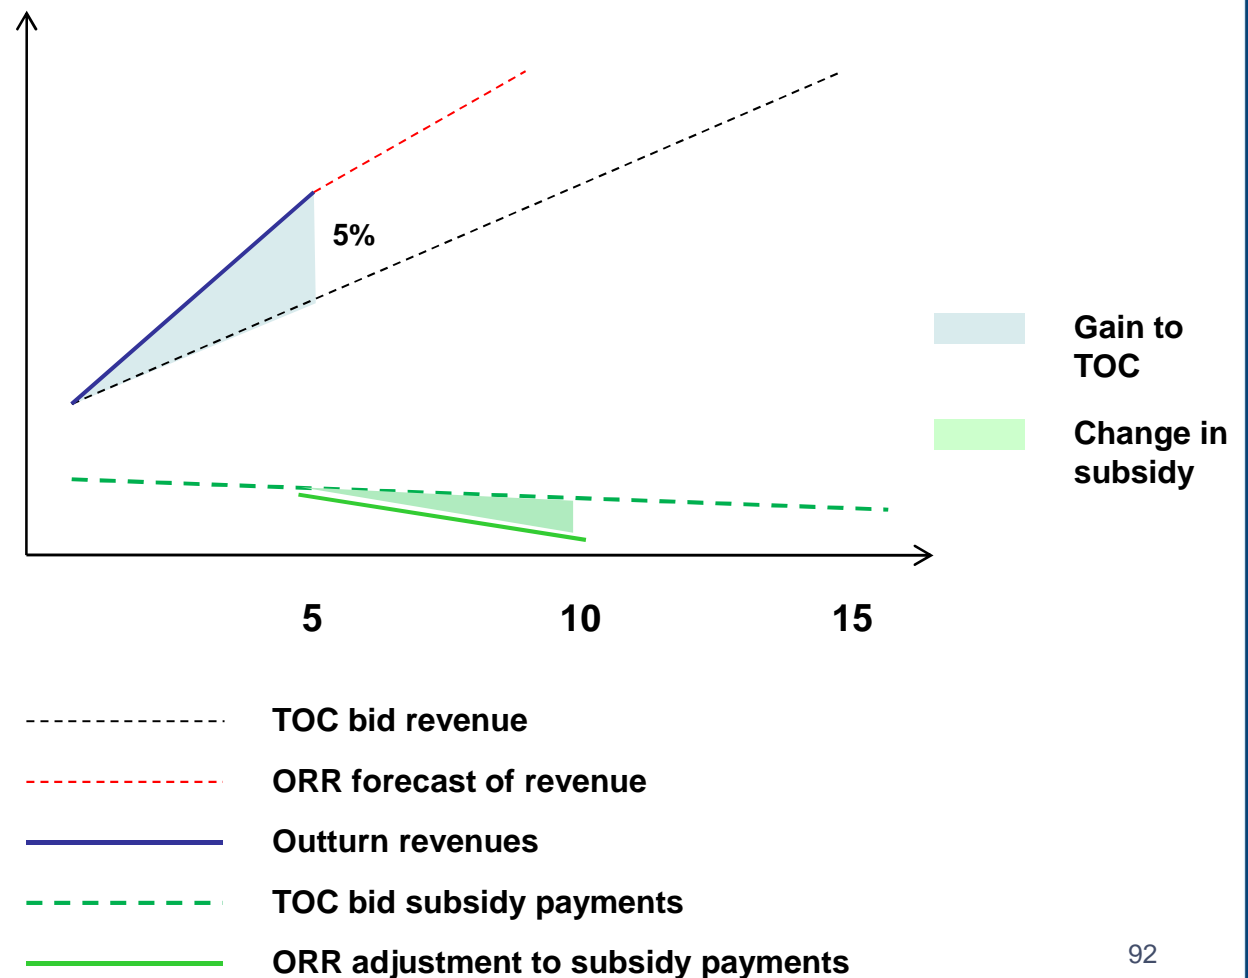 5%
Gain to
TOC
Change in
subsidy
5 10 15
TOC bid revenue
ORR forecast of revenue
Outturn revenues
TOC bid subsidy payments
ORR adjustment to subsidy payments
92